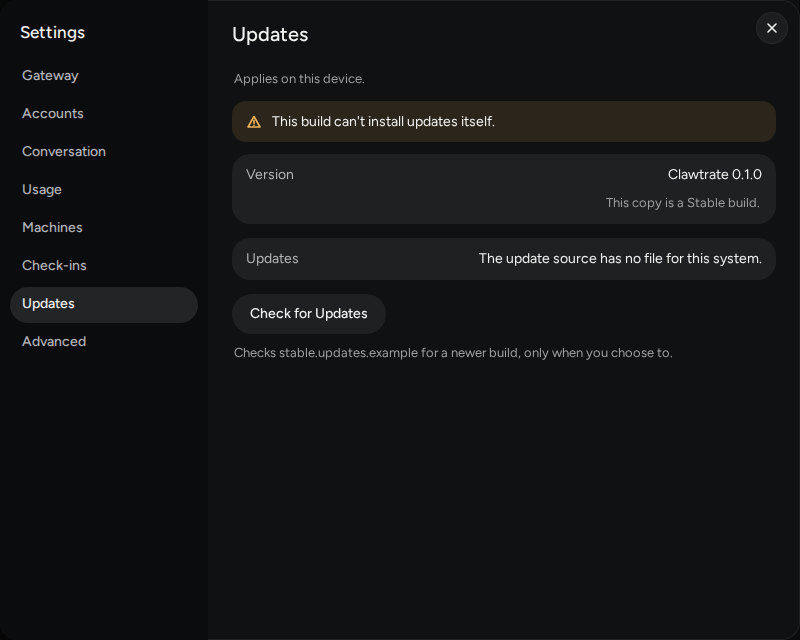 Settings
Gateway
Accounts
Conversation
Usage
Machines
Check-ins
Updates
Advanced
Updates
Applies on this device.
This build can't install updates itself.
Version
Clawtrate 0.1.0
This copy is a Stable build.
Updates
The update source has no file for this system.
Check for Updates
Checks stable.updates.example for a newer build, only when you choose to.